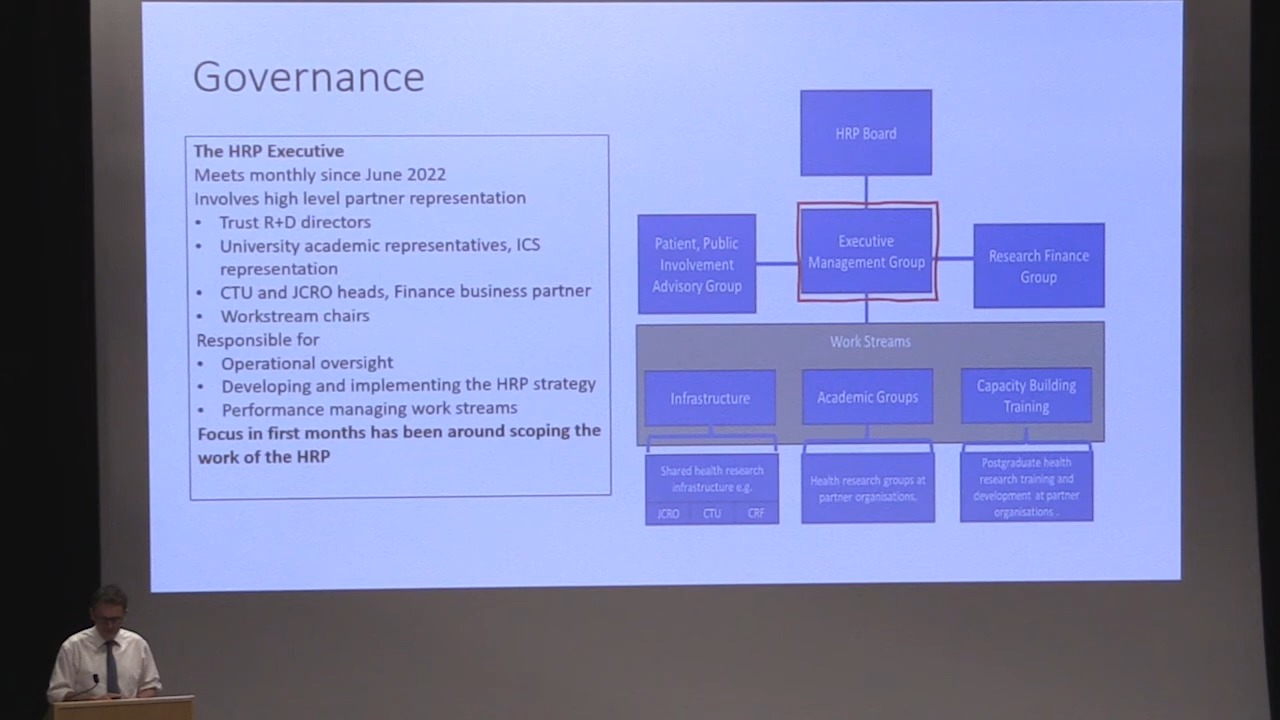 Governance
The HRP Executive
Meets monthly since June 2022
Involves high level partner representation
• Trust R+D directors
• University academic representatives, ICS
representation
• CTU and JCRO heads, Finance business partner
• Workstream chairs
Responsible for
• Operational oversight
• Developing and implementing the HRP strategy
• Performance managing work streams
Focus in first months has been around scoping the
work of the HRP
HRP Board
Patient, Public
Involvement
Advisory Group
Executive
Management Group
Research Finance
Group
Work Streams
Infrastructure
Academic Groups
Capacity Building
Training
Shared health research
infrastructure e.g.
JCRO CTU CRF
Health research groups at
partner organisations.
Postgraduate health
research training and
development at partner
organisations .